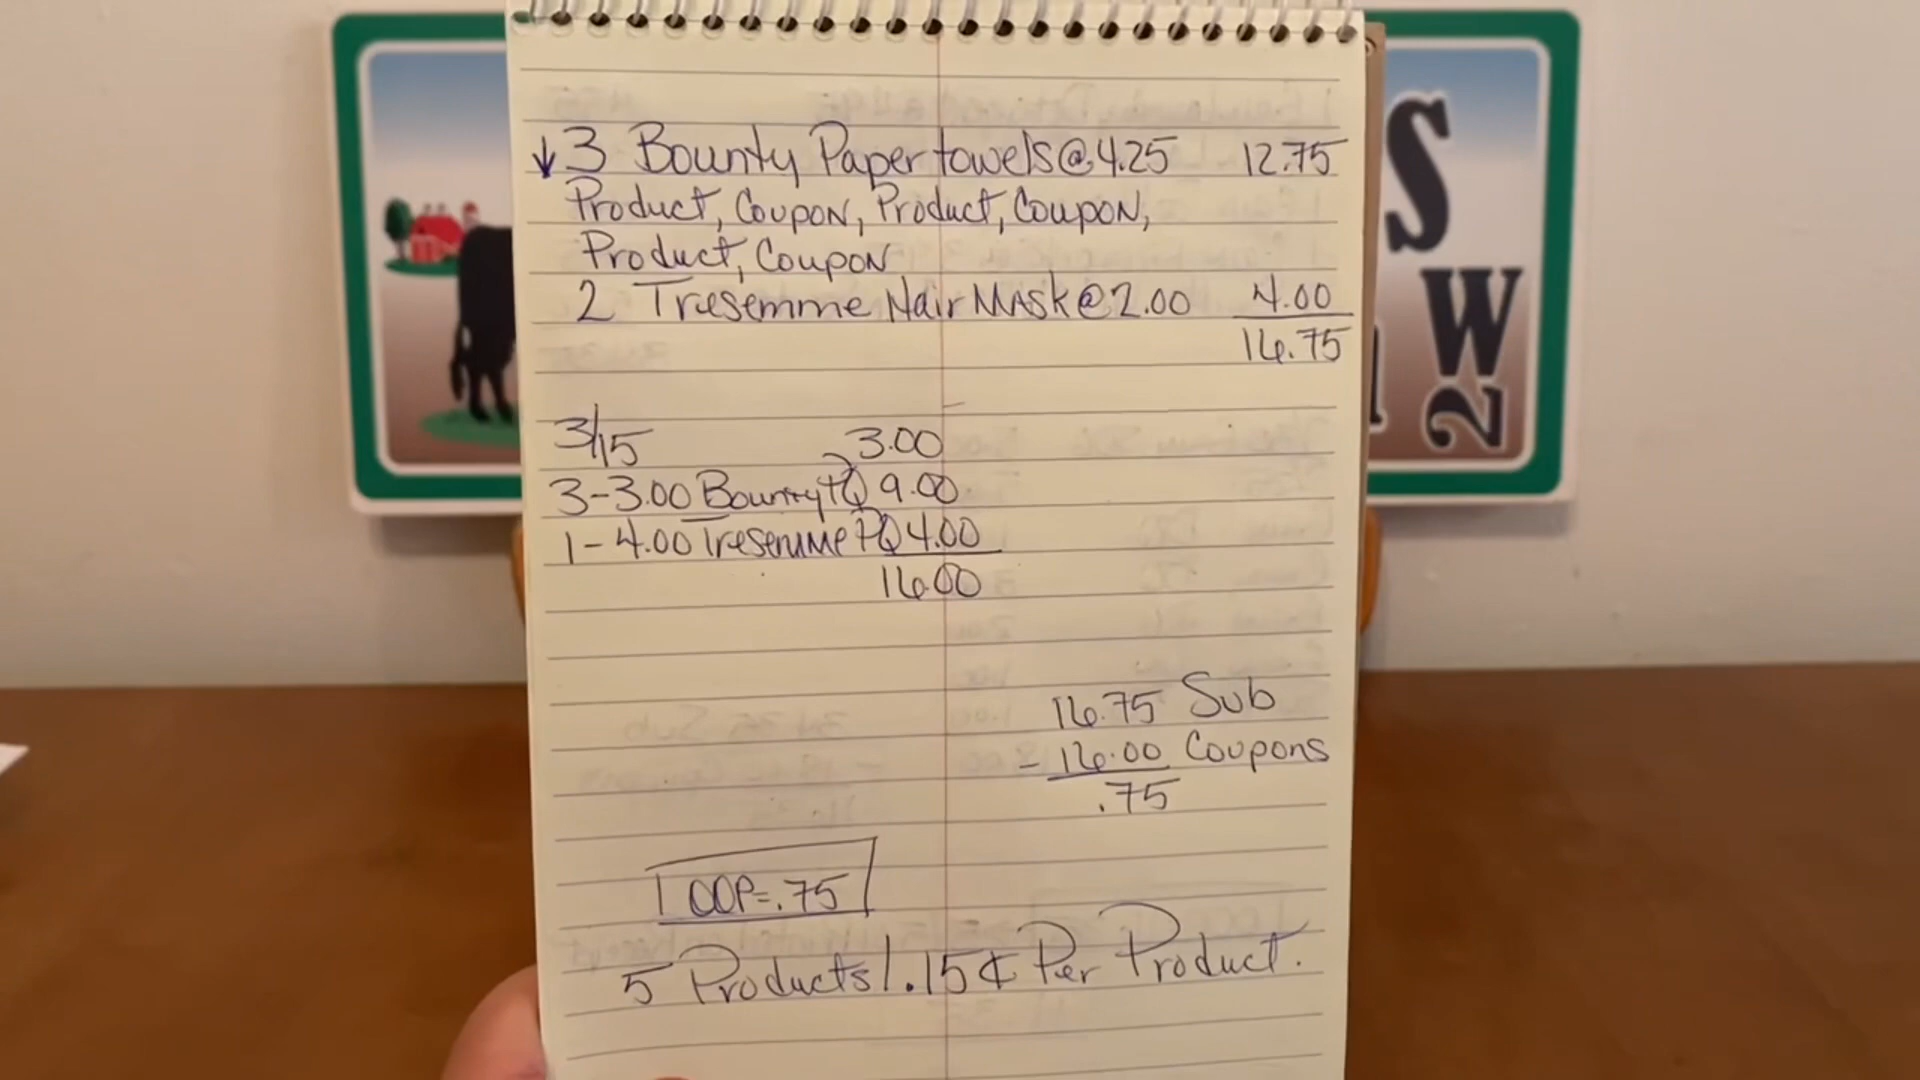 ↓3 Bounty Paper towels @ 4.25 12.75
Product, Coupon, Product, Coupon,
Product, Coupon
2 Tresemme Hair Mask @ 2.00 4.00
16.75
3/15 3.00
3-3.00 Bounty PQ 9.00
1-4.00 Tresemme PQ 4.00
16.00
16.75 Sub
- 16.00 Coupons
.75
OOP=.75
5 Products/.15¢ Per Product.
S
W
2